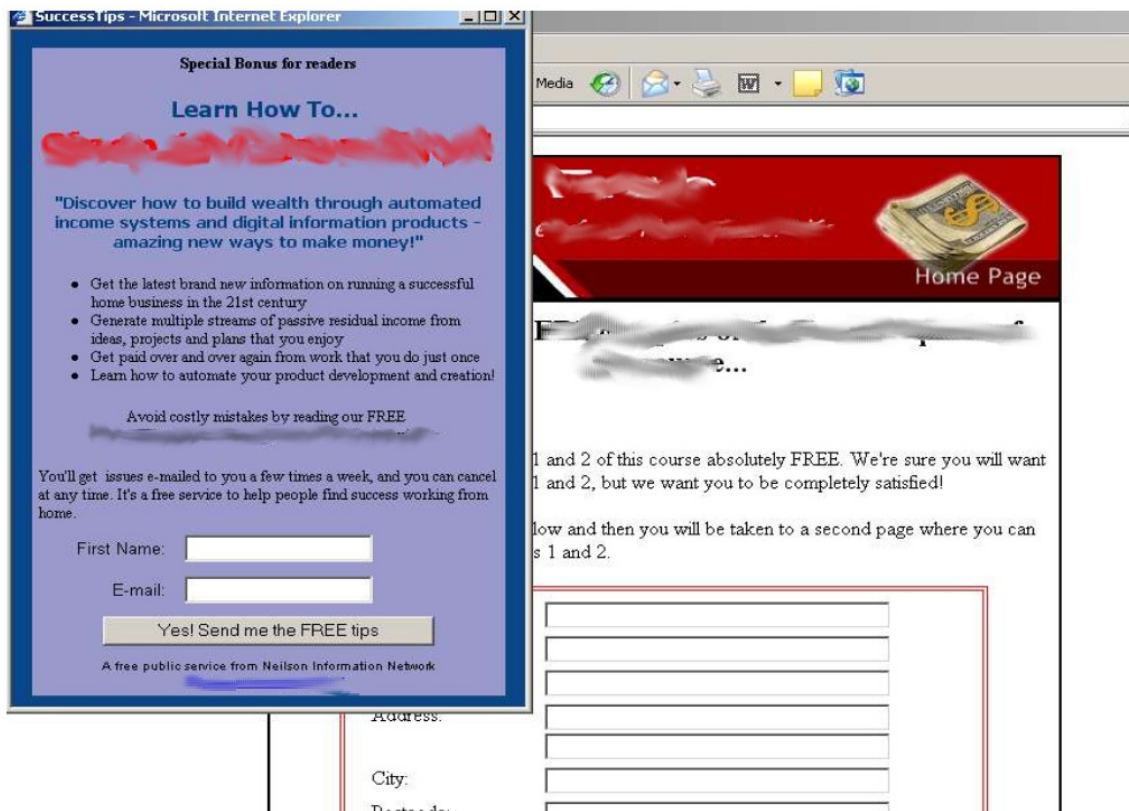 SuccessTips - Microsoft Internet Explorer
Special Bonus for readers
Learn How To...
"Discover how to build wealth through automated
income systems and digital information products -
amazing new ways to make money!"
Get the latest brand new information on running a successful
home business in the 21st century
Generate multiple streams of passive residual income from
ideas, projects and plans that you enjoy
Get paid over and over again from work that you do just once
Learn how to automate your product development and creation!
Avoid costly mistakes by reading our FREE
You'll get issues e-mailed to you a few times a week, and you can cancel
at any time. It's a free service to help people find success working from
home.
First Name:
E-mail:
Yes! Send me the FREE tips
A free public service from Neilson Information Network
Media
Home Page
1 and 2 of this course absolutely FREE. We're sure you will want
1 and 2, but we want you to be completely satisfied!
low and then you will be taken to a second page where you can
s 1 and 2.
Address:
City: